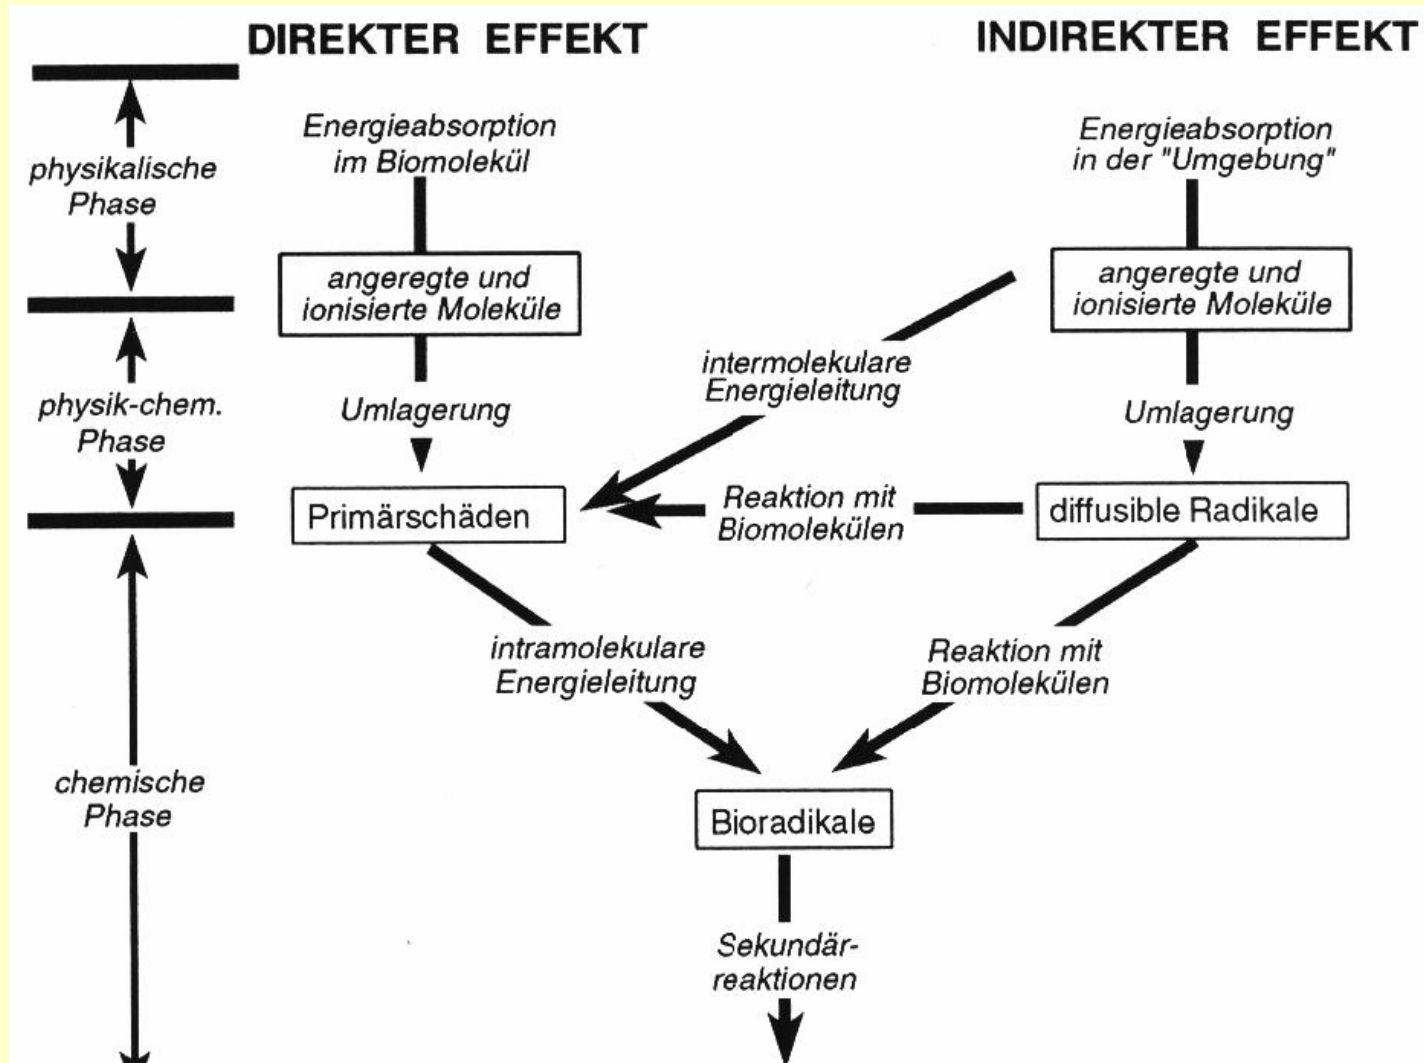 DIREKTER EFFEKT
INDIREKTER EFFEKT
Energieabsorption
im Biomolekül
Energieabsorption
in der "Umgebung"
physikalische
Phase
angeregte und
ionisierte Moleküle
angeregte und
ionisierte Moleküle
intermolekulare
Energieleitung
physik-chem.
Phase
Umlagerung
Umlagerung
Primärschäden
Reaktion mit
Biomolekülen
diffusible Radikale
intramolekulare
Energieleitung
Reaktion mit
Biomolekülen
chemische
Phase
Bioradikale
Sekundär-
reaktionen